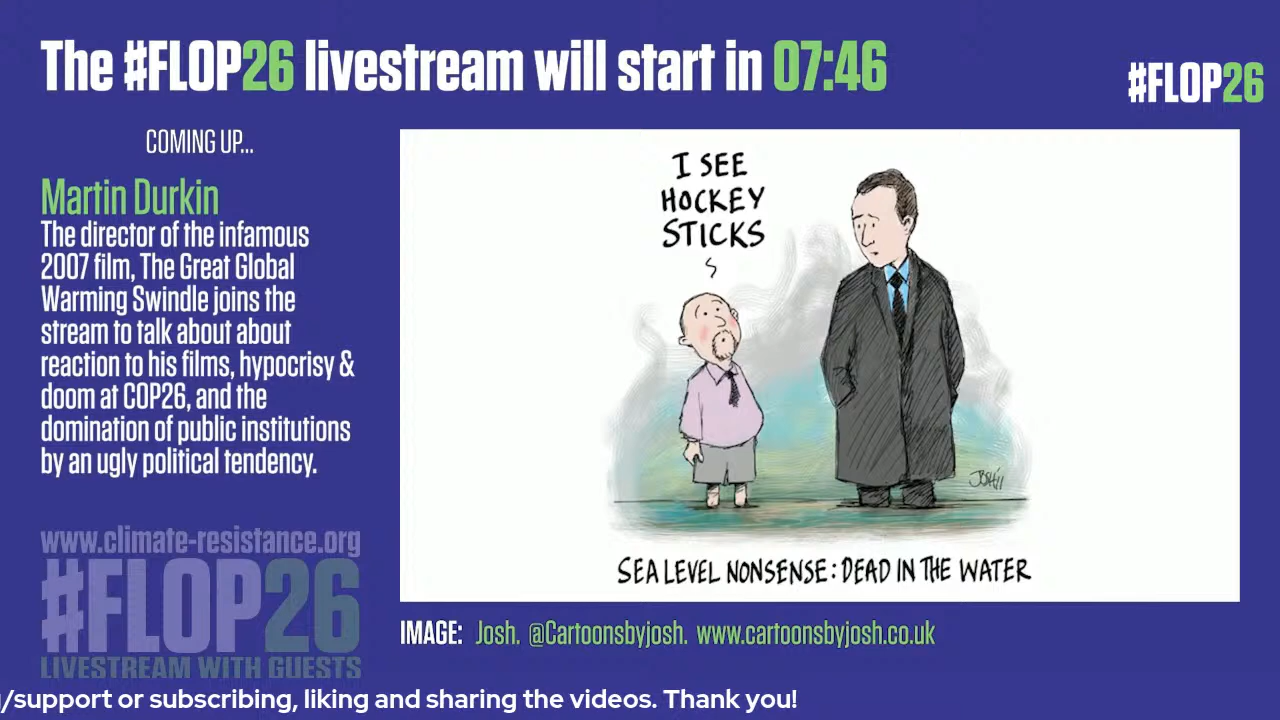 The #FLOP26 livestream will start in 07:46
#FLOP26
COMING UP...
Martin Durkin
The director of the infamous
2007 film, The Great Global
Warming Swindle joins the
stream to talk about about
reaction to his films, hypocrisy &
doom at COP26, and the
domination of public institutions
by an ugly political tendency.
www.climate-resistance.org
#FLOP26
LIVESTREAM WITH GUESTS
I SEE
HOCKEY
STICKS
JOSH'11
SEA LEVEL NONSENSE: DEAD IN THE WATER
IMAGE: Josh. @Cartoonsbyjosh. www.cartoonsbyjosh.co.uk
/support or subscribing, liking and sharing the videos. Thank you!